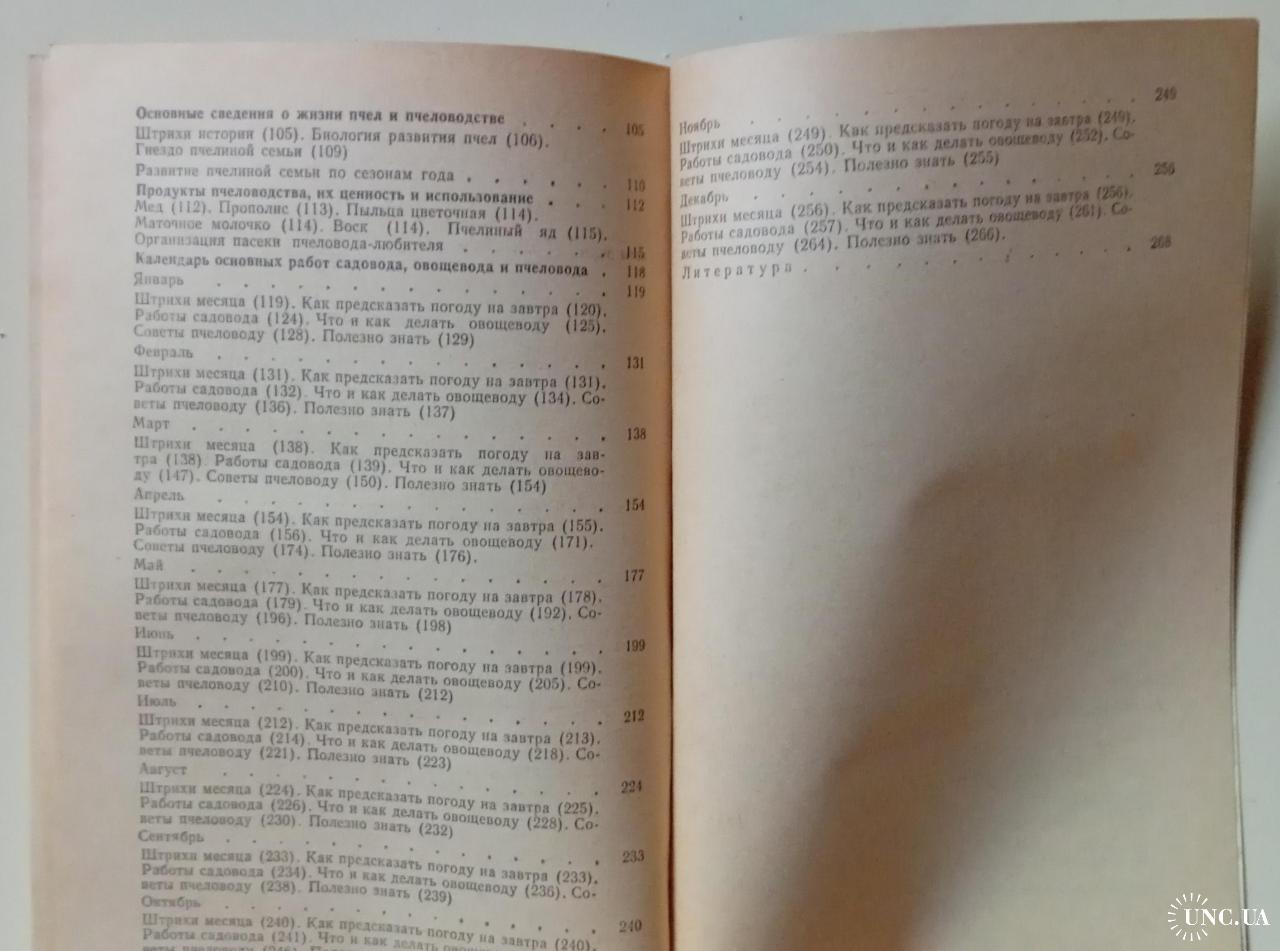 Основные сведения о жизни пчел и пчеловодстве . . . . 105
Штрихи истории (105). Биология развития пчел (106).
Гнездо пчелиной семьи (109)
Развитие пчелиной семьи по сезонам года . . . . . . 110
Продукты пчеловодства, их ценность и использование . . . 112
Мед (112). Прополис (113). Пыльца цветочная (114).
Маточное молочко (114). Воск (114). Пчелиный яд (115).
Организация пасеки пчеловода-любителя . . . . . . 115
Календарь основных работ садовода, овощевода и пчеловода . 118
Январь . . . . . . . . . . . . . . . 119
Штрихи месяца (119). Как предсказать погоду на завтра (120).
Работы садовода (124). Что и как делать овощеводу (125).
Советы пчеловоду (128). Полезно знать (129)
Февраль . . . . . . . . . . . . . . . 131
Штрихи месяца (131). Как предсказать погоду на завтра (131).
Работы садовода (132). Что и как делать овощеводу (134). Со-
веты пчеловоду (136). Полезно знать (137)
Март . . . . . . . . . . . . . . . . 138
Штрихи месяца (138). Как предсказать погоду на зав-
тра (138). Работы садовода (139). Что и как делать овощево-
ду (147). Советы пчеловоду (150). Полезно знать (154)
Апрель . . . . . . . . . . . . . . . 154
Штрихи месяца (154). Как предсказать погоду на завтра (155).
Работы садовода (156). Что и как делать овощеводу (171).
Советы пчеловоду (174). Полезно знать (176).
Май . . . . . . . . . . . . . . . . 177
Штрихи месяца (177). Как предсказать погоду на завтра (178).
Работы садовода (179). Что и как делать овощеводу (192). Со-
веты пчеловоду (196). Полезно знать (198)
Июнь . . . . . . . . . . . . . . . . 199
Штрихи месяца (199). Как предсказать погоду на завтра (199).
Работы садовода (200). Что и как делать овощеводу (205). Со-
веты пчеловоду (210). Полезно знать (212)
Июль . . . . . . . . . . . . . . . . 212
Штрихи месяца (212). Как предсказать погоду на завтра (213).
Работы садовода (214). Что и как делать овощеводу (218). Со-
веты пчеловоду (221). Полезно знать (223)
Август . . . . . . . . . . . . . . . 224
Штрихи месяца (224). Как предсказать погоду на завтра (225).
Работы садовода (226). Что и как делать овощеводу (228). Со-
веты пчеловоду (230). Полезно знать (232)
Сентябрь . . . . . . . . . . . . . . 233
Штрихи месяца (233). Как предсказать погоду на завтра (233).
Работы садовода (234). Что и как делать овощеводу (236). Со-
веты пчеловоду (238). Полезно знать (239)
Октябрь . . . . . . . . . . . . . . 240
Штрихи месяца (240). Как предсказать погоду на завтра (240).
Работы садовода (241). Что и как делать овощеводу
Ноябрь . . . . . . . . . . . . . . . 249
Штрихи месяца (249). Как предсказать погоду на завтра (249).
Работы садовода (250). Что и как делать овощеводу (252). Со-
веты пчеловоду (254). Полезно знать (255)
Декабрь . . . . . . . . . . . . . . 256
Штрихи месяца (256). Как предсказать погоду на завтра (256).
Работы садовода (257). Что и как делать овощеводу (261). Со-
веты пчеловоду (264). Полезно знать (266).
Литература . . . . . . . . . . . . 268
UNC.UA